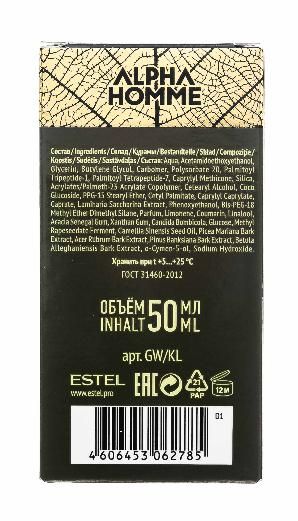 ALPHA
HOMME
Состав / Ingredients / Склад / Құрамы / Bestandteile / Skład / Compoziție /
Koostis / Sudėtis / Sastāvdaļas / Състав: Aqua, Acetamidoethoxyethanol,
Glycerin, Butylene Glycol, Carbomer, Polysorbate 20, Palmitoyl
Tripeptide-1, Palmitoyl Tetrapeptide-7, Caprylyl Methicone, Silica,
Acrylates/Palmeth-25 Acrylate Copolymer, Cetearyl Alcohol, Coco
Glucoside, PPG-15 Stearyl Ether, Cetyl Palmitate, Caprylyl Caprylate,
Caprate, Laminaria Saccharina Extract, Phenoxyethanol, Bis-PEG-18
Methyl Ether Dimethyl Silane, Parfum, Limonene, Coumarin, Linalool,
Acacia Senegal Gum, Xanthan Gum, Candida Bombicola, Glucose, Methyl
Rapeseedate Ferment, Camellia Sinensis Seed Oil, Picea Mariana Bark
Extract, Acer Rubrum Bark Extract, Pinus Banksiana Bark Extract, Betula
Alleghaniensis Bark Extract, o-Cymen-5-ol, Sodium Hydroxide.
Хранить при t +5...+25 °C
ГОСТ 31460-2012
ОБЪЁМ 50 МЛ
INHALT ML
арт. GW/KL
ESTEL
www.estel.pro
EAC
21
PAP
12M
D1
4 606453 062785